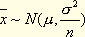 x̄ ~ N(μ, σ²/n)